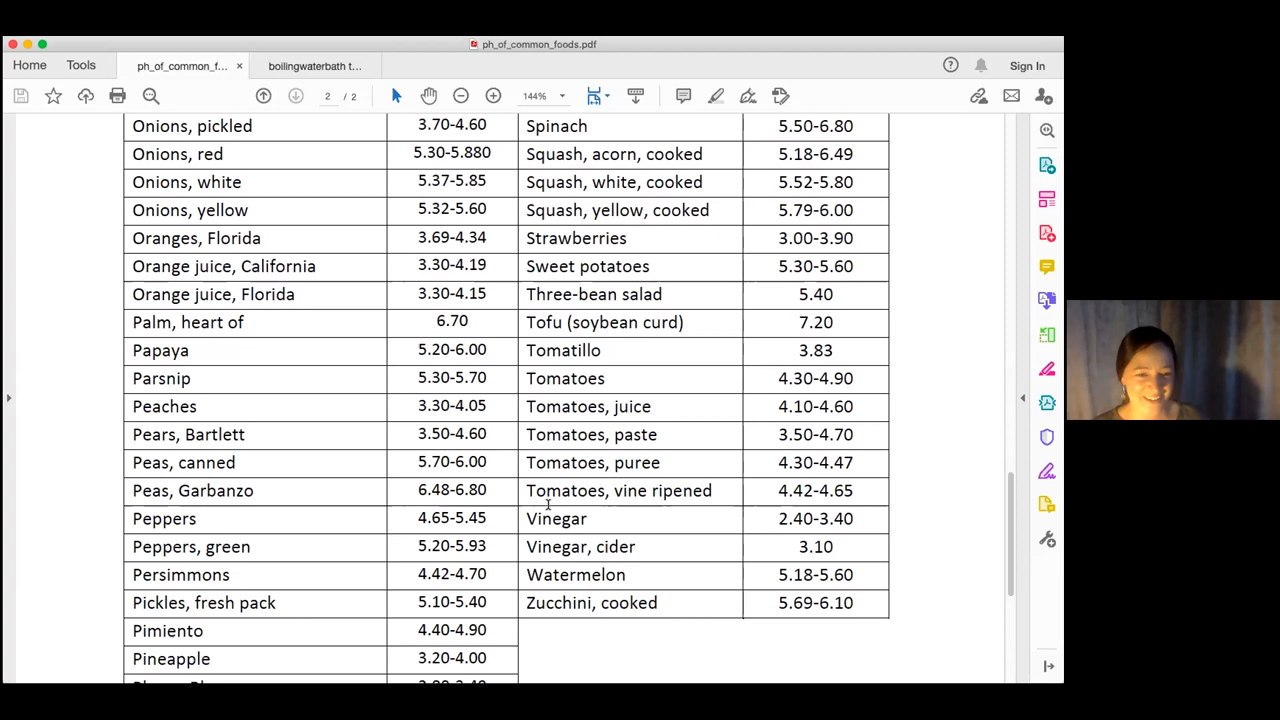 ph_of_common_foods.pdf
Home Tools ph_of_common_f... × boilingwaterbath t... Sign In
2 / 2 144%
Onions, pickled 3.70-4.60 Spinach 5.50-6.80
Onions, red 5.30-5.880 Squash, acorn, cooked 5.18-6.49
Onions, white 5.37-5.85 Squash, white, cooked 5.52-5.80
Onions, yellow 5.32-5.60 Squash, yellow, cooked 5.79-6.00
Oranges, Florida 3.69-4.34 Strawberries 3.00-3.90
Orange juice, California 3.30-4.19 Sweet potatoes 5.30-5.60
Orange juice, Florida 3.30-4.15 Three-bean salad 5.40
Palm, heart of 6.70 Tofu (soybean curd) 7.20
Papaya 5.20-6.00 Tomatillo 3.83
Parsnip 5.30-5.70 Tomatoes 4.30-4.90
Peaches 3.30-4.05 Tomatoes, juice 4.10-4.60
Pears, Bartlett 3.50-4.60 Tomatoes, paste 3.50-4.70
Peas, canned 5.70-6.00 Tomatoes, puree 4.30-4.47
Peas, Garbanzo 6.48-6.80 Tomatoes, vine ripened 4.42-4.65
Peppers 4.65-5.45 Vinegar 2.40-3.40
Peppers, green 5.20-5.93 Vinegar, cider 3.10
Persimmons 4.42-4.70 Watermelon 5.18-5.60
Pickles, fresh pack 5.10-5.40 Zucchini, cooked 5.69-6.10
Pimiento 4.40-4.90
Pineapple 3.20-4.00